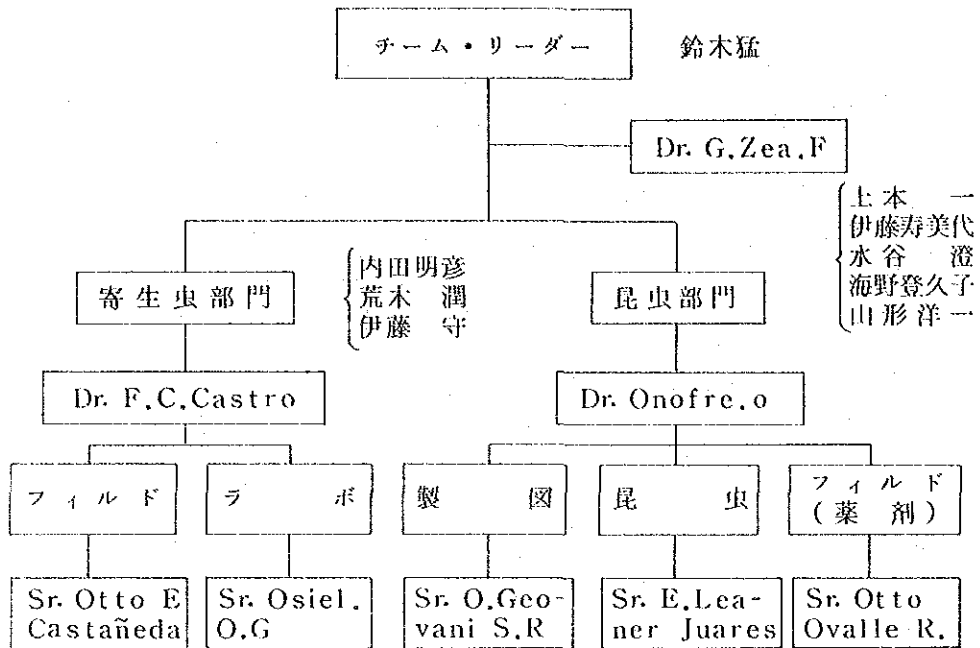 チーム・リーダー
鈴木猛
Dr. G.Zea.F
上本 一
伊藤寿美代
水谷 澄
海野登久子
山形洋一
内田明彦
荒木 潤
伊藤 守
寄生虫部門
昆虫部門
Dr. F.C.Castro
Dr. Onofre.o
フィルド
ラボ
製図
昆虫
フィルド
(薬剤)
Sr. Otto E
Castañeda
Sr. Osiel.
O.G
Sr. O.Geo-
vani S.R
Sr. E.Lea-
ner Juares
Sr. Otto
Ovalle R.